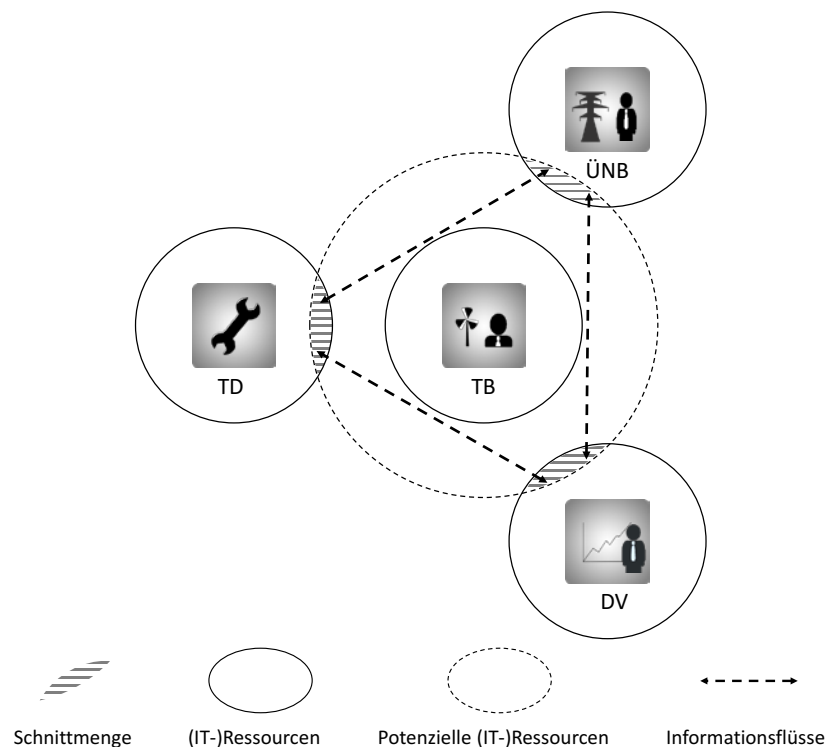 ÜNB
TD
TB
DV
Schnittmenge
(IT-)Ressourcen
Potenzielle (IT-)Ressourcen
Informationsflüsse